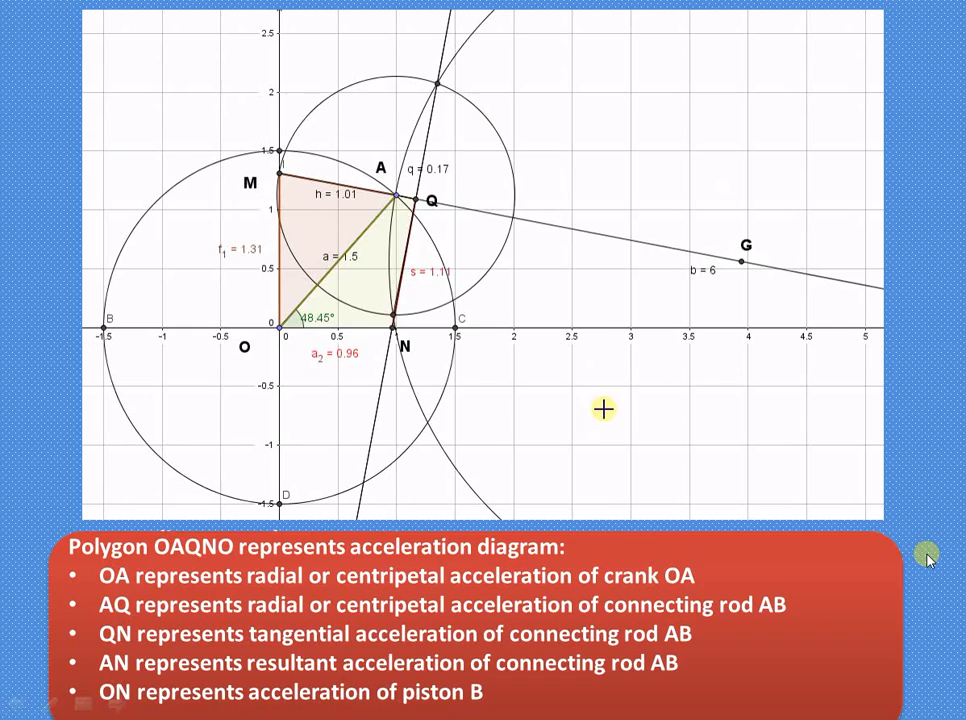 2.5
2
1.5
I
A
q = 0.17
M
h = 1.01
1
Q
f₁ = 1.31
a = 1.5
G
0.5
s = 1.11
b = 6
B
0
48.45°
C
-1.5 -1 -0.5 0 0.5 1 1.5 2 2.5 3 3.5 4 4.5 5
O
a₂ = 0.96
N
-0.5
-1
D
-1.5
Polygon OAQNO represents acceleration diagram:
• OA represents radial or centripetal acceleration of crank OA
• AQ represents radial or centripetal acceleration of connecting rod AB
• QN represents tangential acceleration of connecting rod AB
• AN represents resultant acceleration of connecting rod AB
• ON represents acceleration of piston B